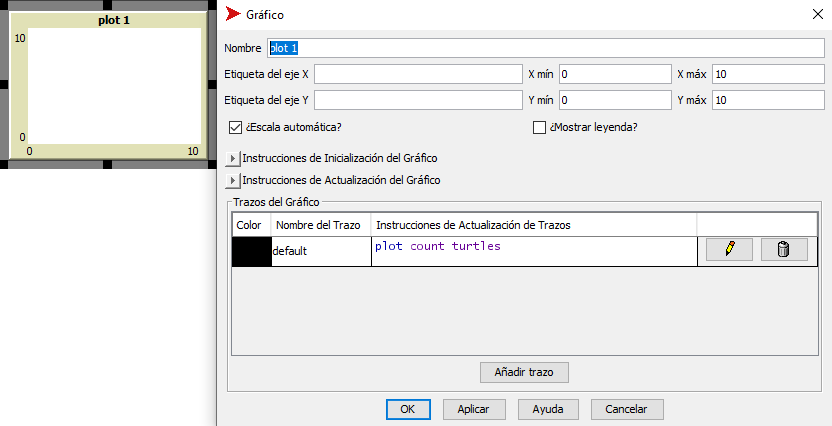 plot 1
10
0
0 10
Gráfico
Nombre plot 1
Etiqueta del eje X X mín 0 X máx 10
Etiqueta del eje Y Y mín 0 Y máx 10
¿Escala automática? ¿Mostrar leyenda?
Instrucciones de Inicialización del Gráfico
Instrucciones de Actualización del Gráfico
Trazos del Gráfico
Color Nombre del Trazo Instrucciones de Actualización de Trazos
default plot count turtles
Añadir trazo
OK Aplicar Ayuda Cancelar